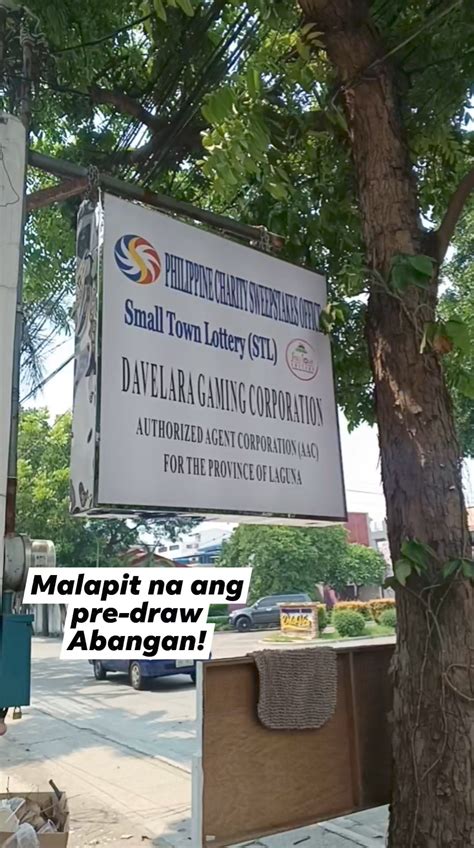 PHILIPPINE CHARITY SWEEPSTAKES OFFICE
Small Town Lottery (STL)
DAVELARA GAMING CORPORATION
AUTHORIZED AGENT CORPORATION (AAC)
FOR THE PROVINCE OF LAGUNA
Malapit na ang
pre-draw
Abangan!